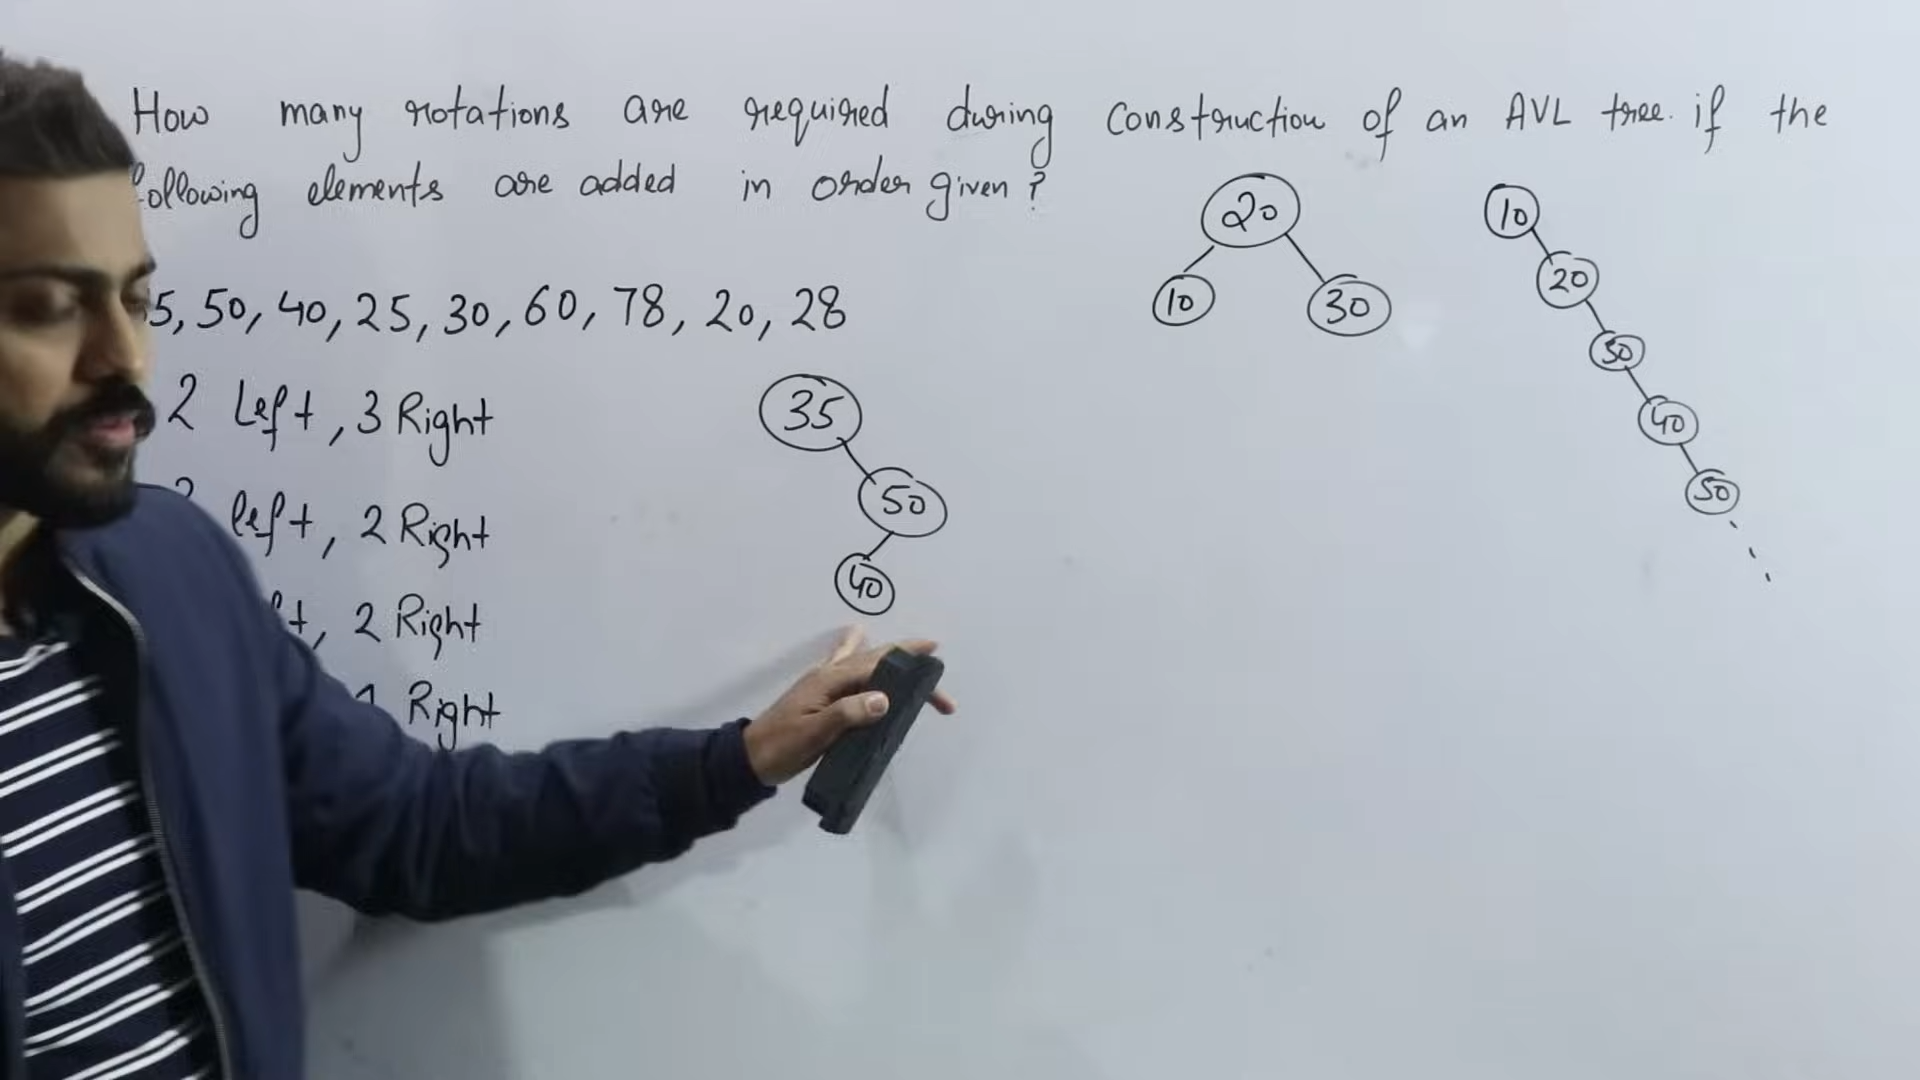 How many rotations are required during construction of an AVL tree. if the
following elements are added in order given?
5, 50, 40, 25, 30, 60, 78, 20, 28
2 Left, 3 Right
left, 2 Right
2 Right
1 Right
35
50
40
20
10
30
10
20
30
40
50